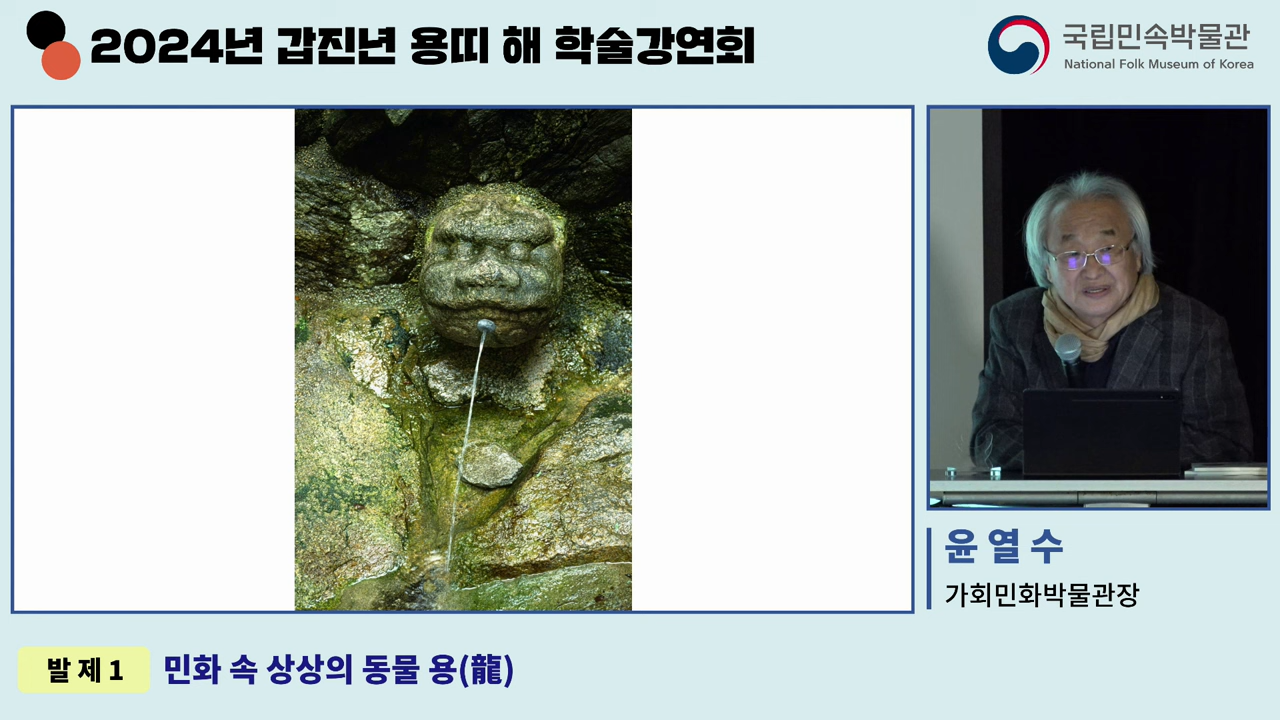 2024년 갑진년 용띠 해 학술강연회
국립민속박물관
National Folk Museum of Korea
윤열수
가회민화박물관장
발제1 민화 속 상상의 동물 용(龍)